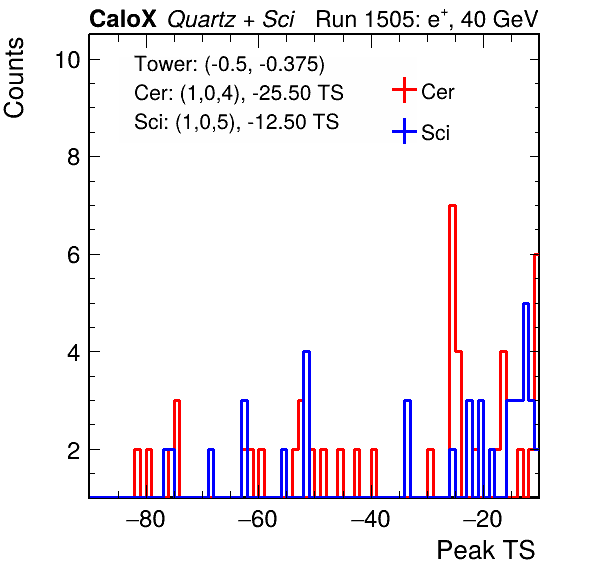 CaloX Quartz + Sci Run 1505: e⁺, 40 GeV
Tower: (-0.5, -0.375)
Cer: (1,0,4), -25.50 TS
Sci: (1,0,5), -12.50 TS
Cer
Sci
Counts
10
8
6
4
2
−80 −60 −40 −20
Peak TS